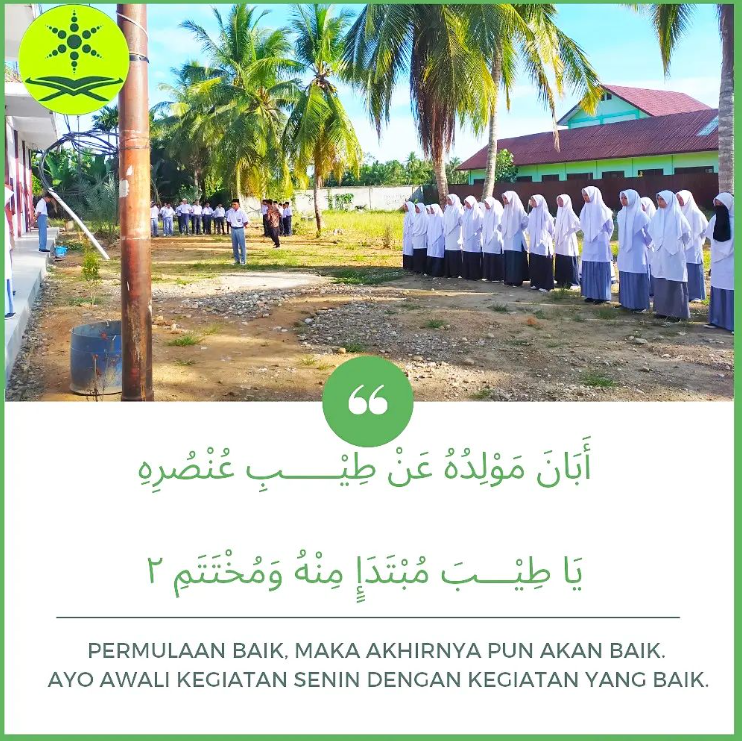 أَبَانَ مَوْلِدُهُ عَنْ طِيْـــبِ عُنْصُرِهِ
يَا طِيْـــبَ مُبْتَدَإٍ مِنْهُ وَمُخْتَتَمِ ٢
PERMULAAN BAIK, MAKA AKHIRNYA PUN AKAN BAIK.
AYO AWALI KEGIATAN SENIN DENGAN KEGIATAN YANG BAIK.